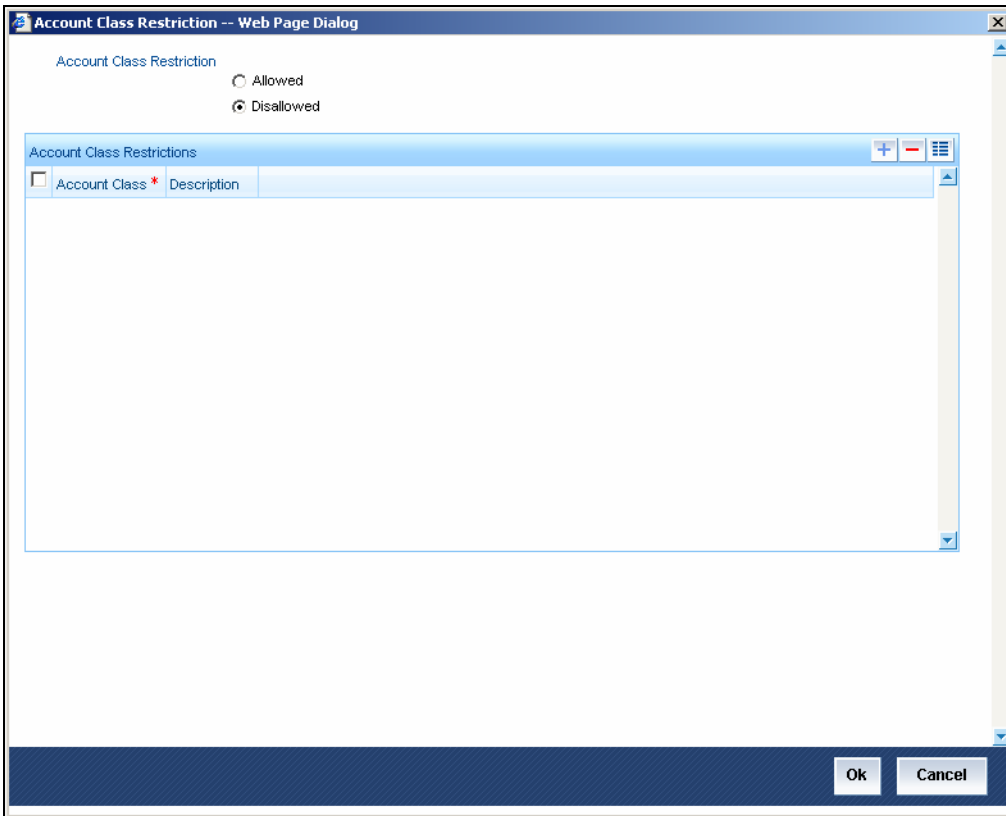 Account Class Restriction -- Web Page Dialog
Account Class Restriction
Allowed
Disallowed
Account Class Restrictions
Account Class * Description
Ok Cancel